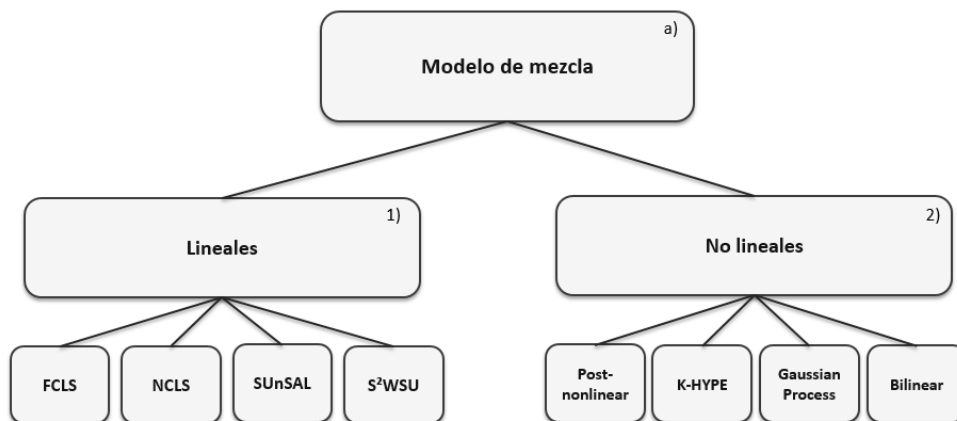 a)
Modelo de mezcla
1)
Lineales
2)
No lineales
FCLS
NCLS
SUnSAL
S²WSU
Post-
nonlinear
K-HYPE
Gaussian
Process
Bilinear